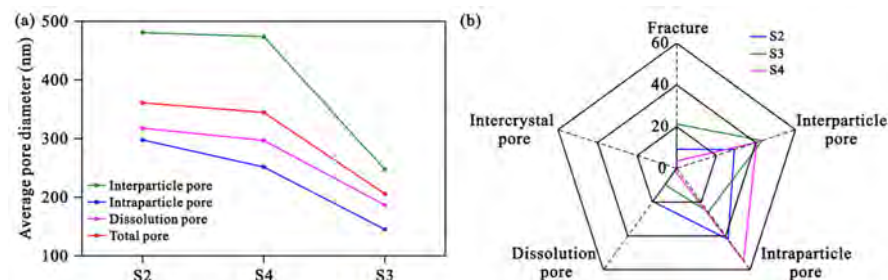 (a)
500
400
300
200
100
Average pore diameter (nm)
Interparticle pore
Intraparticle pore
Dissolution pore
Total pore
S2
S4
S3
(b)
Fracture
60
40
20
0
S2
S3
S4
Intercrystal
pore
Interparticle
pore
Dissolution
pore
Intraparticle
pore